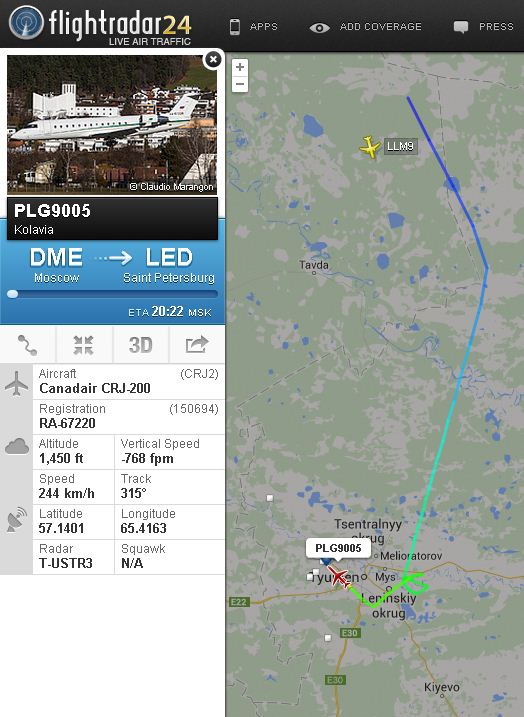 flightradar24
LIVE AIR TRAFFIC
APPS
ADD COVERAGE
PRESS
© Claudio Marangon
PLG9005
Kolavia
DME
LED
Moscow
Saint Petersburg
ETA 20:22 MSK
3D
Aircraft (CRJ2)
Canadair CRJ-200
Registration (150694)
RA-67220
Altitude Vertical Speed
1,450 ft -768 fpm
Speed Track
244 km/h 315°
Latitude Longitude
57.1401 65.4163
Radar Squawk
T-USTR3 N/A
+
−
LLM9
Tavda
Tsentralnyy
okrug
PLG9005
Melioratorov
Tyumen
Mys
Leninskiy
okrug
E22
E30
E30
Kiyevo